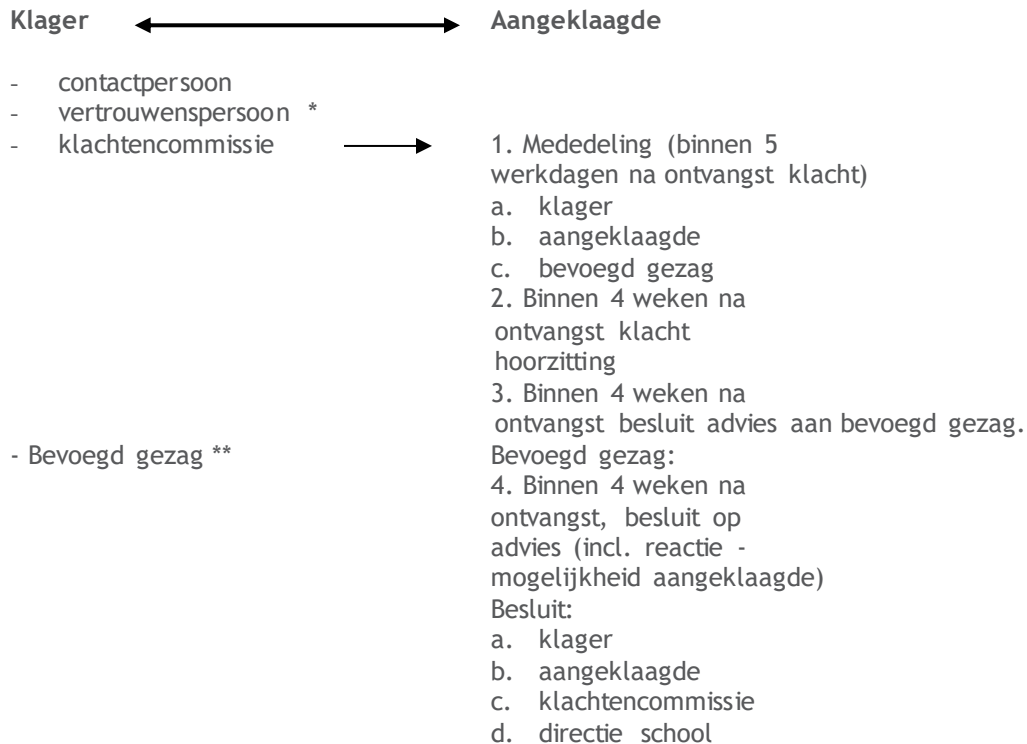 Klager Aangeklaagde
- contactpersoon
- vertrouwenspersoon *
- klachtencommissie 1. Mededeling (binnen 5
werkdagen na ontvangst klacht)
a. klager
b. aangeklaagde
c. bevoegd gezag
2. Binnen 4 weken na
ontvangst klacht
hoorzitting
3. Binnen 4 weken na
ontvangst besluit advies aan bevoegd gezag.
- Bevoegd gezag ** Bevoegd gezag:
4. Binnen 4 weken na
ontvangst, besluit op
advies (incl. reactie -
mogelijkheid aangeklaagde)
Besluit:
a. klager
b. aangeklaagde
c. klachtencommissie
d. directie school